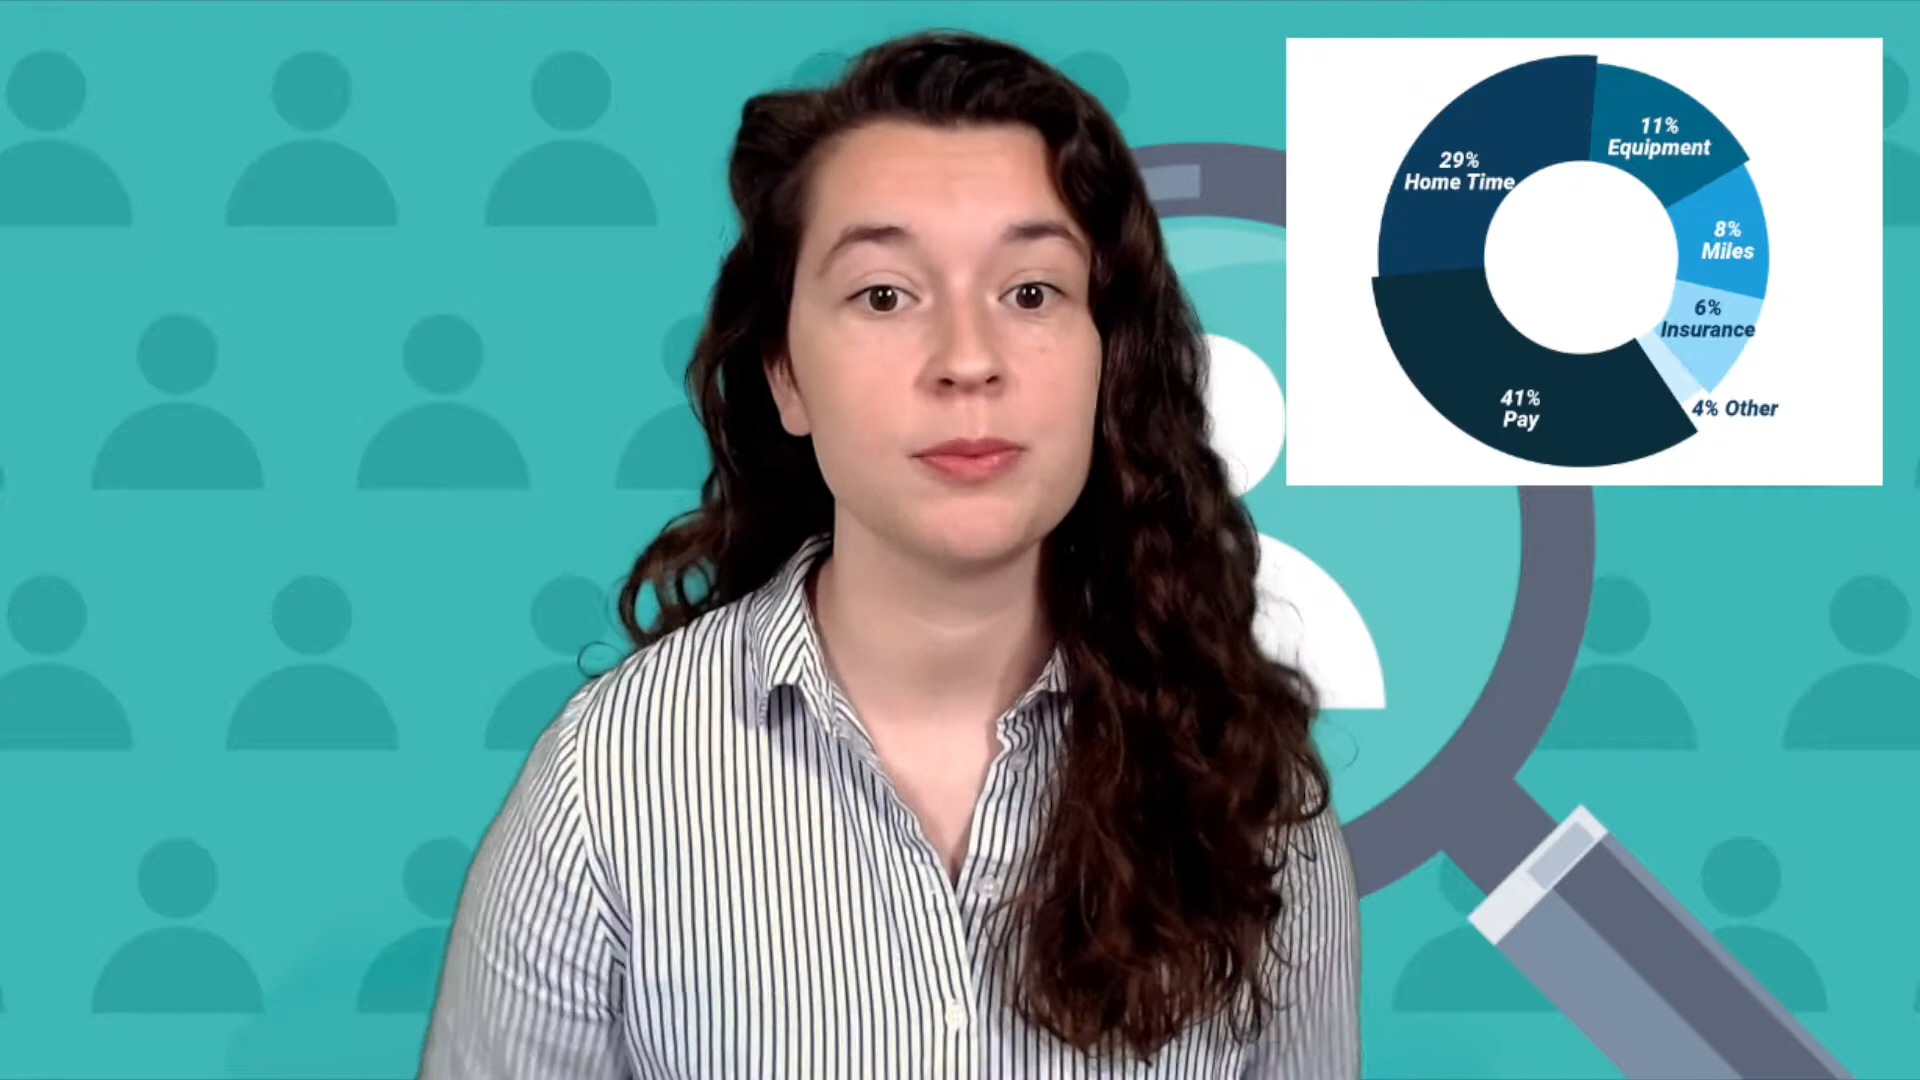 11%
Equipment
29%
Home Time
8%
Miles
6%
Insurance
41%
Pay
4% Other